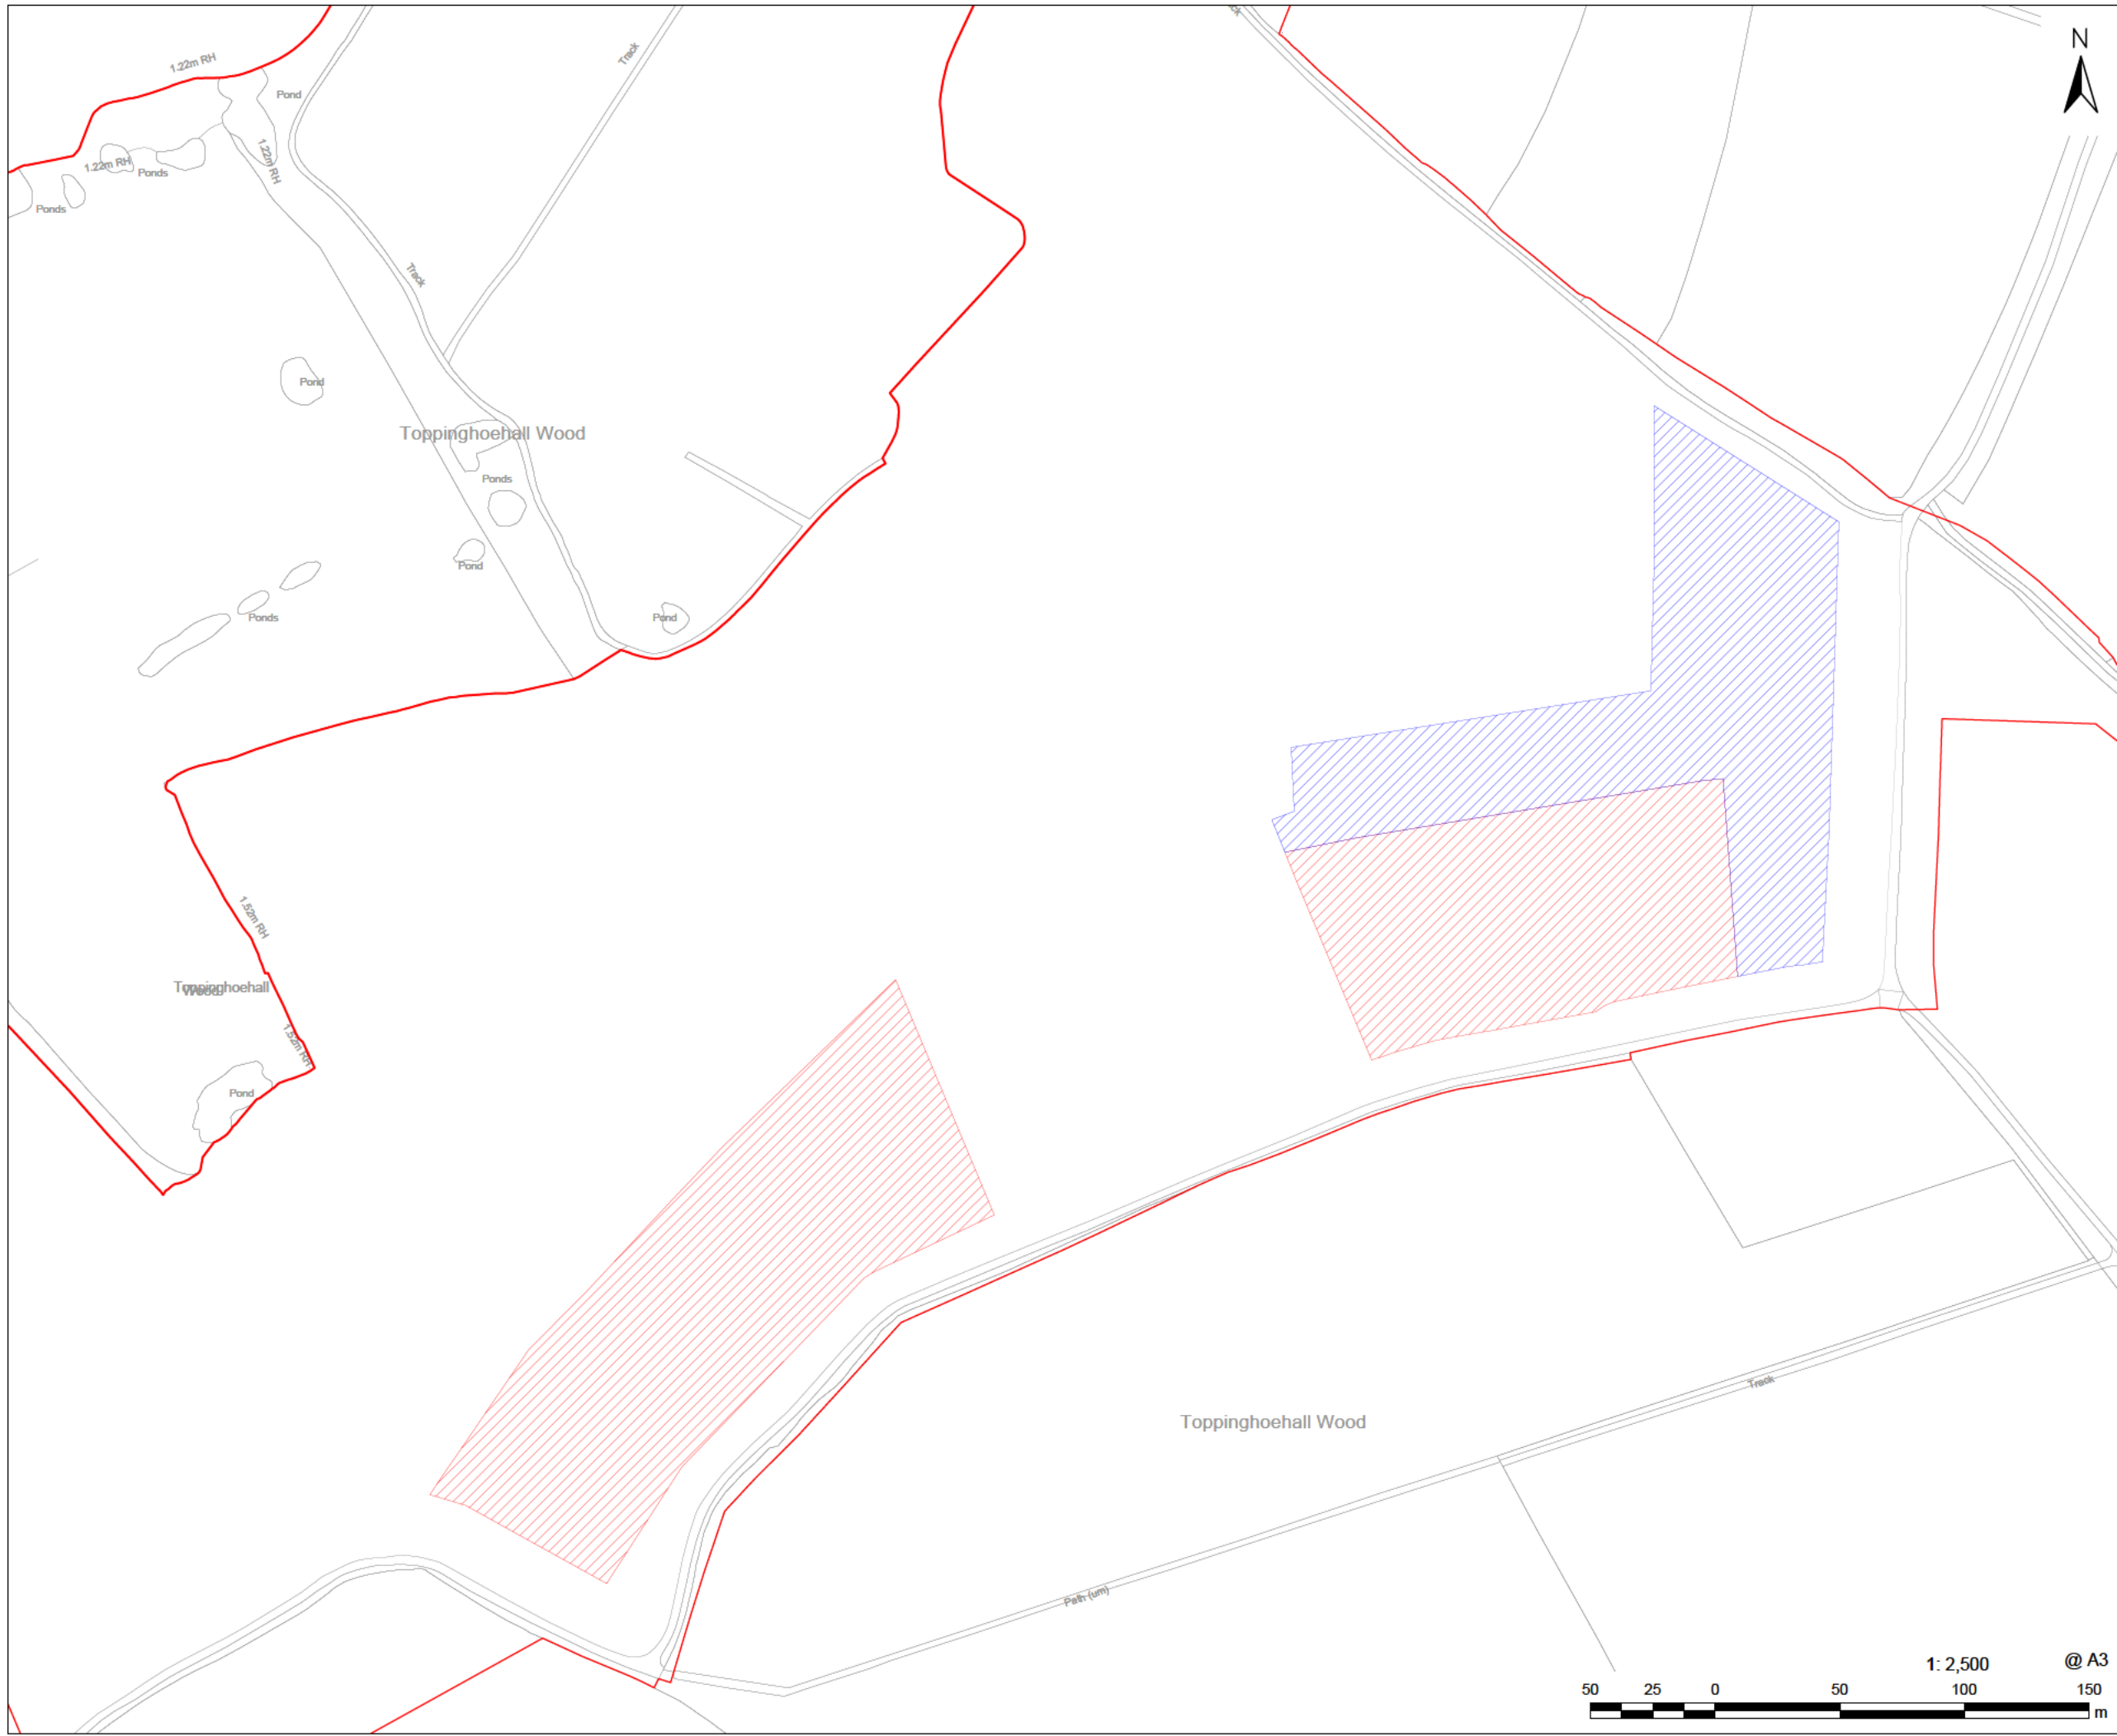 N
1.22m RH
Track
Pond
1.22m RH
1.22m RH
Ponds
Ponds
Track
Pond
Toppinghoehall Wood
Ponds
Pond
Pond
Ponds
1.52m RH
Toppinghoehall
Wood
1.52m RH
Pond
Track
Toppinghoehall Wood
Path (um)
1: 2,500 @ A3
50 25 0 50 100 150
m